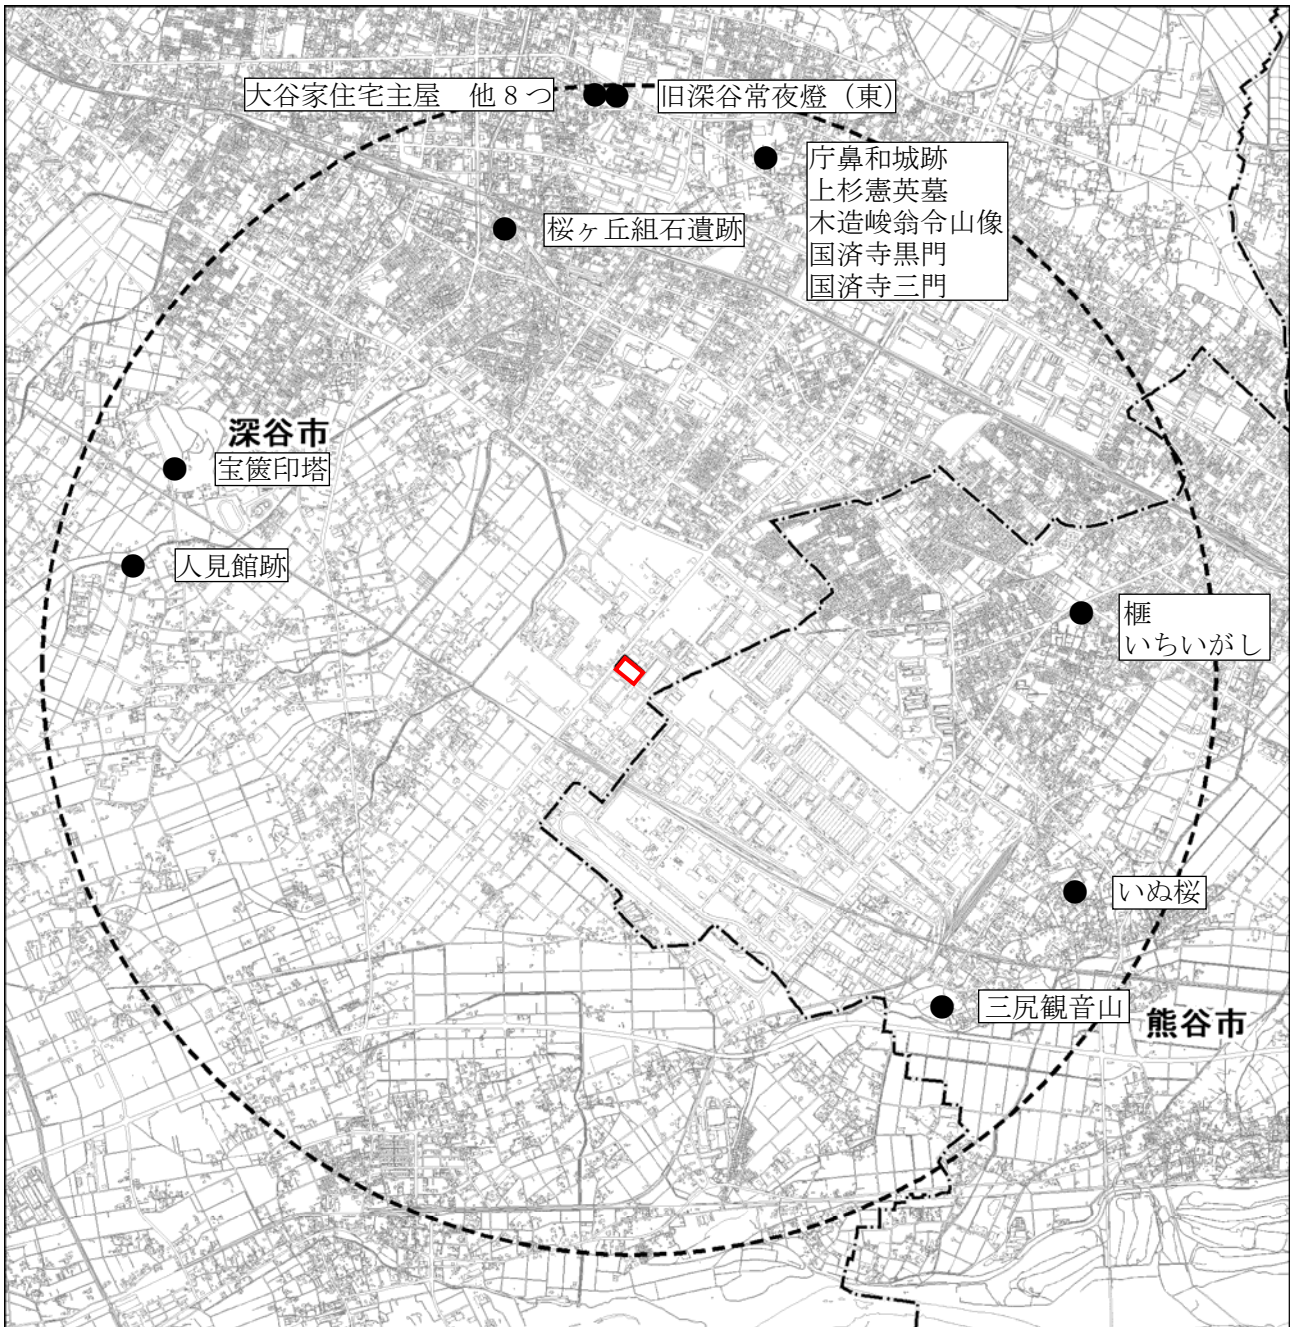 大谷家住宅主屋　他８つ
旧深谷常夜燈（東）
庁鼻和城跡
上杉憲英墓
木造峻翁令山像
国済寺黒門
国済寺三門
桜ヶ丘組石遺跡
深谷市
宝篋印塔
人見館跡
榧
いちいがし
いぬ桜
三尻観音山
熊谷市